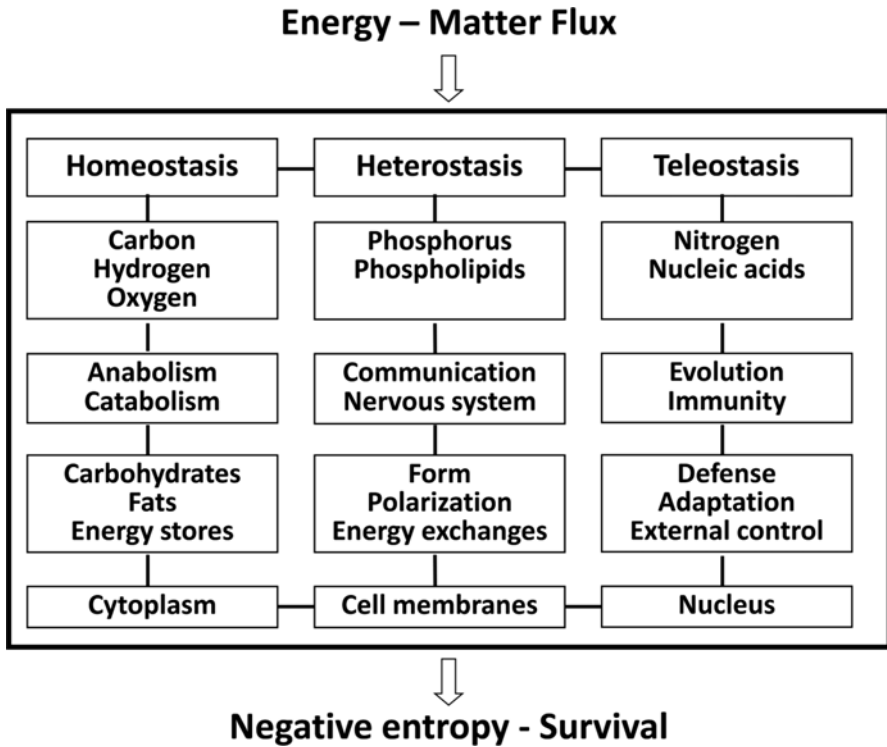 Energy – Matter Flux
Homeostasis
Heterostasis
Teleostasis
Carbon
Hydrogen
Oxygen
Phosphorus
Phospholipids
Nitrogen
Nucleic acids
Anabolism
Catabolism
Communication
Nervous system
Evolution
Immunity
Carbohydrates
Fats
Energy stores
Form
Polarization
Energy exchanges
Defense
Adaptation
External control
Cytoplasm
Cell membranes
Nucleus
Negative entropy - Survival